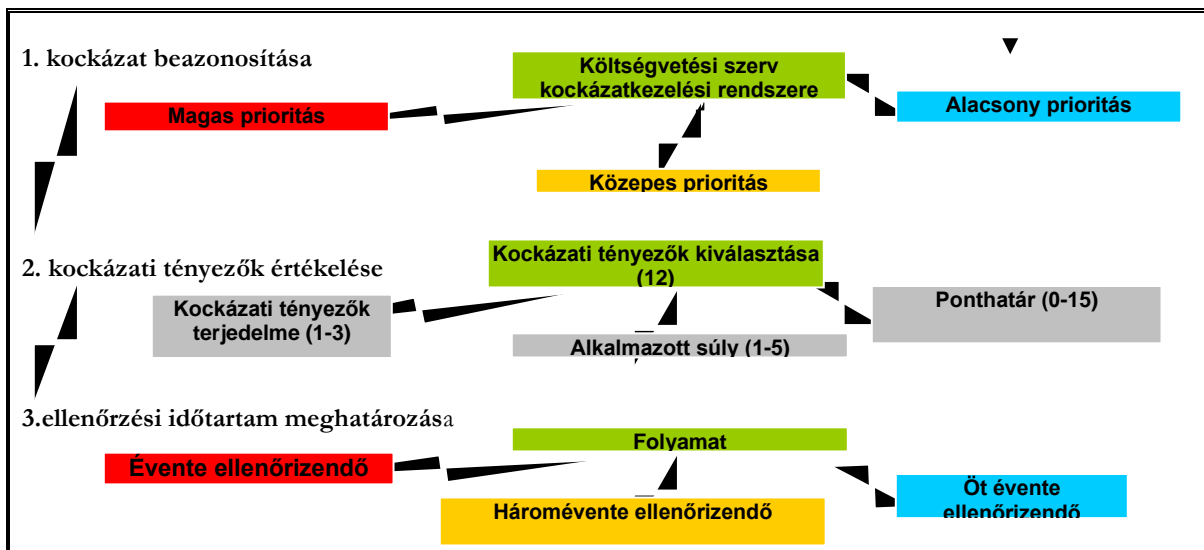 1. kockázat beazonosítása
Költségvetési szerv
kockázatkezelési rendszere
Magas prioritás
Alacsony prioritás
Közepes prioritás
2. kockázati tényezők értékelése
Kockázati tényezők kiválasztása
(12)
Kockázati tényezők
terjedelme (1-3)
Ponthatár (0-15)
Alkalmazott súly (1-5)
3.ellenőrzési időtartam meghatározása
Folyamat
Évente ellenőrizendő
Háromévente ellenőrizendő
Öt évente
ellenőrizendő